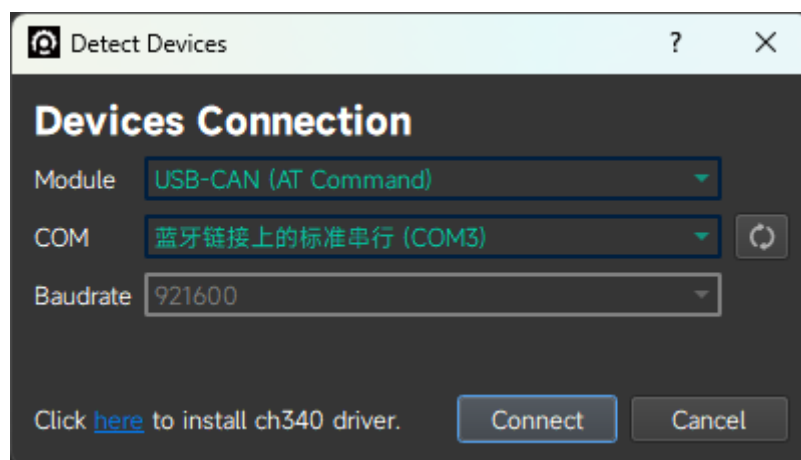 Detect Devices
Devices Connection
Module USB-CAN (AT Command)
COM 蓝牙链接上的标准串行 (COM3)
Baudrate 921600
Click here to install ch340 driver. Connect Cancel